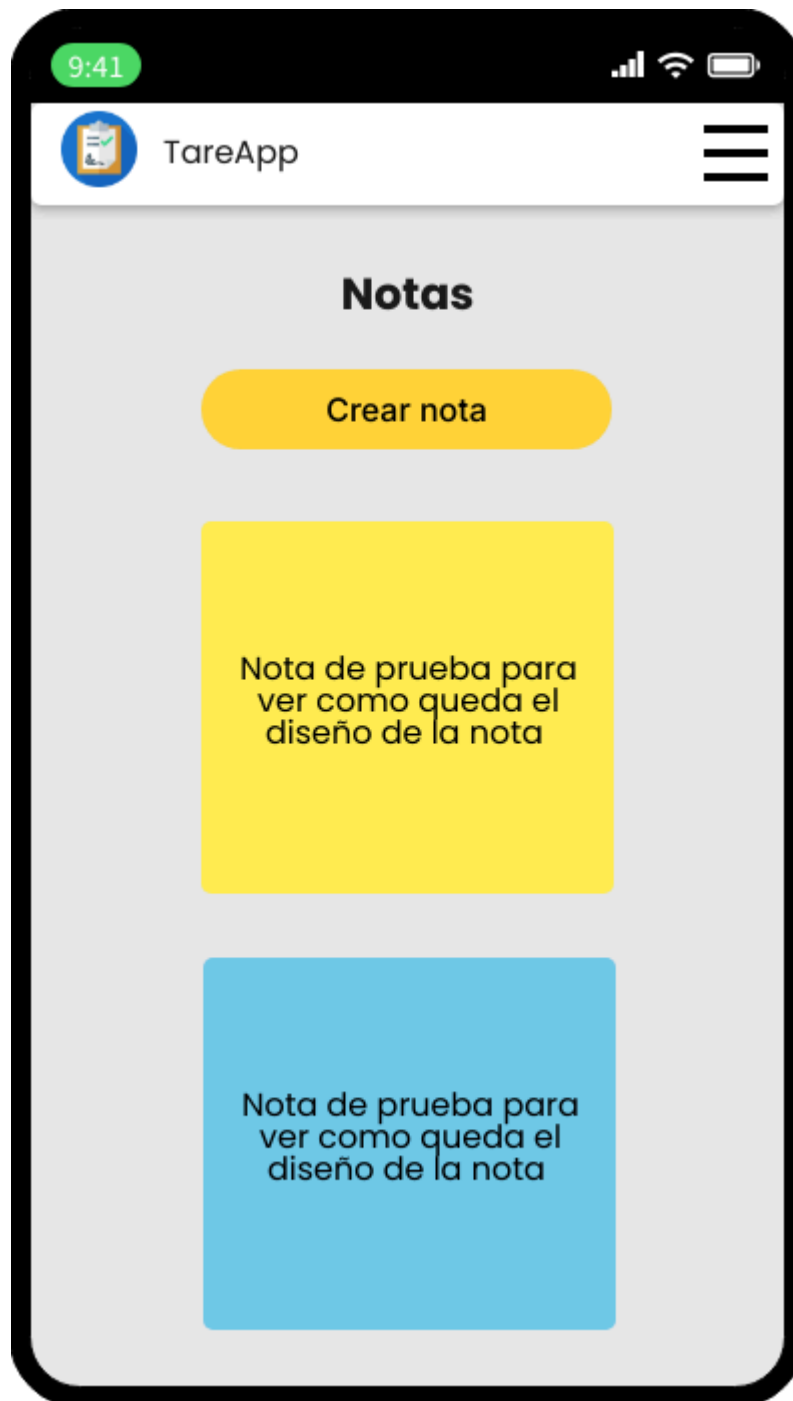 9:41
TareApp
Notas
Crear nota
Nota de prueba para
ver como queda el
diseño de la nota
Nota de prueba para
ver como queda el
diseño de la nota